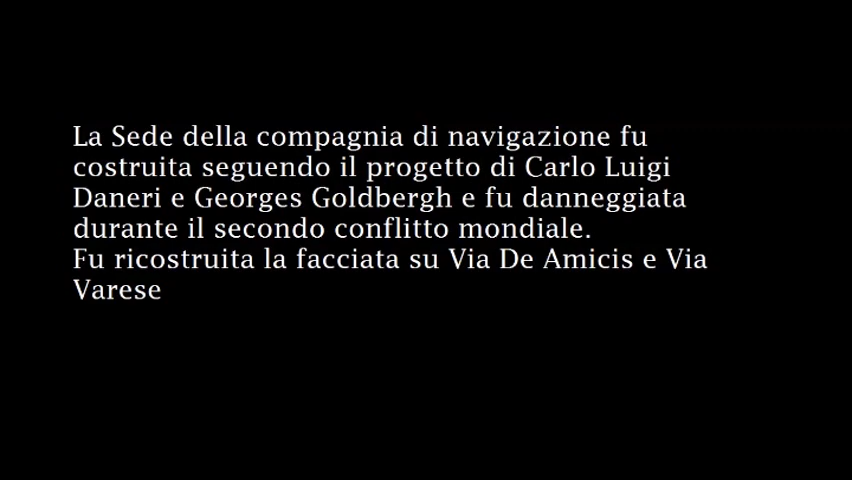 La Sede della compagnia di navigazione fu
costruita seguendo il progetto di Carlo Luigi
Daneri e Georges Goldbergh e fu danneggiata
durante il secondo conflitto mondiale.
Fu ricostruita la facciata su Via De Amicis e Via
Varese